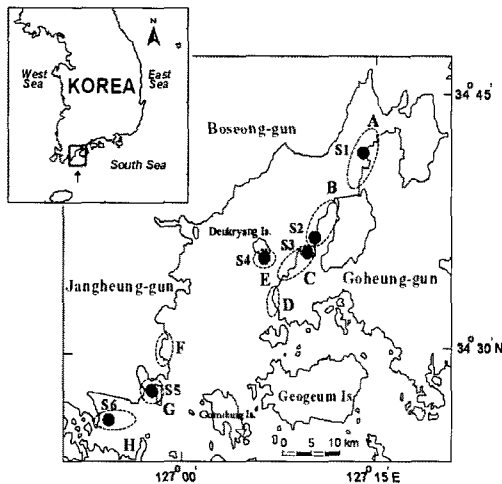 N
West Sea
East Sea
KOREA
South Sea
34° 45'
A
Boseong-gun
S1
B
S2
Deukryang Is.
S3
S4
E
C
Goheung-gun
Jangheung-gun
D
F
34° 30' N
S5
G
Geogeum Is.
S6
H
0 5 10 km
127° 00'
127° 15' E